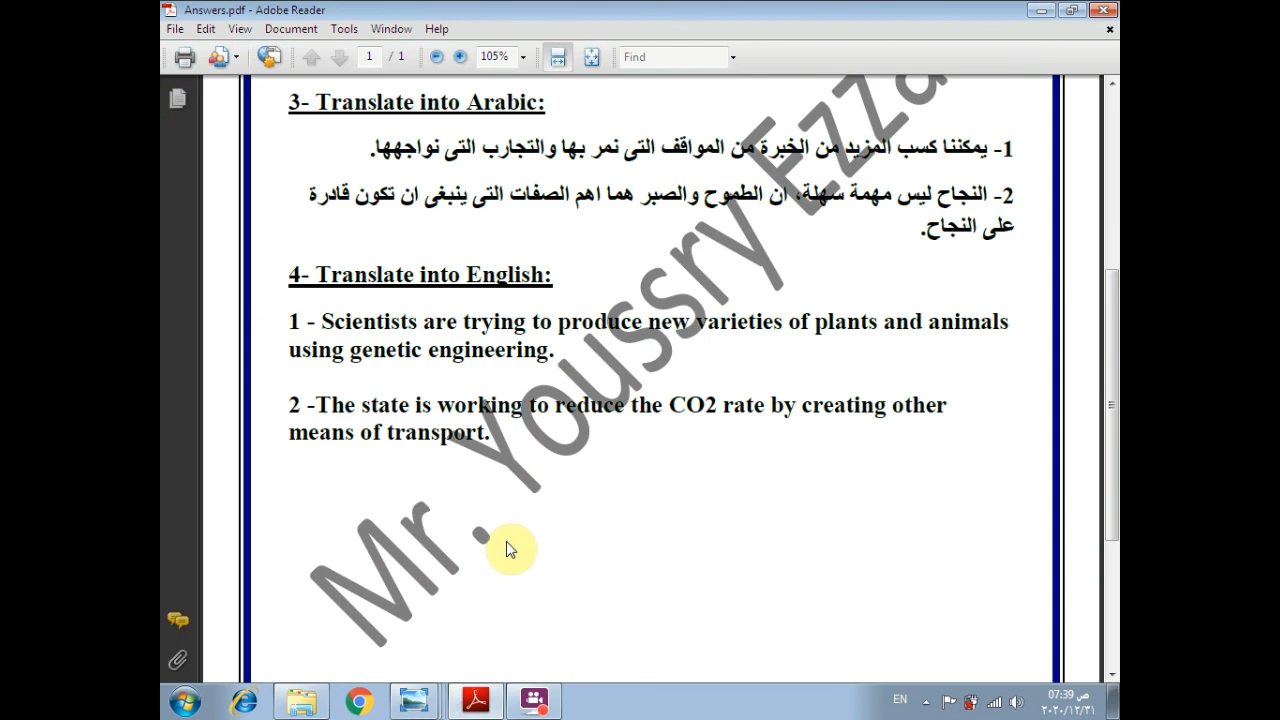 Answers.pdf - Adobe Reader
File Edit View Document Tools Window Help
1 / 1 105% Find
3- Translate into Arabic:
1- يمكننا كسب المزيد من الخبرة من المواقف التى نمر بها والتجارب التى نواجهها.
2- النجاح ليس مهمة سهلة، ان الطموح والصبر هما اهم الصفات التى ينبغى ان تكون قادرة
على النجاح.
4- Translate into English:
1 - Scientists are trying to produce new varieties of plants and animals
using genetic engineering.
2 -The state is working to reduce the CO2 rate by creating other
means of transport.
Mr. Youssry Ezza
EN
07:39 ص
٢٠٢٠/١٢/٣١